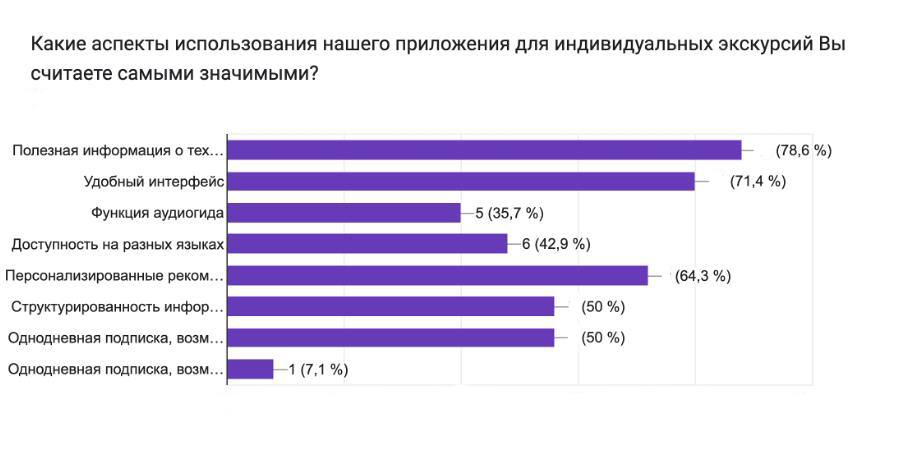 Какие аспекты использования нашего приложения для индивидуальных экскурсий Вы
считаете самыми значимыми?
Полезная информация о тех… (78,6 %)
Удобный интерфейс (71,4 %)
Функция аудиогида 5 (35,7 %)
Доступность на разных языках 6 (42,9 %)
Персонализированные реком… (64,3 %)
Структурированность инфор… (50 %)
Однодневная подписка, возм… (50 %)
Однодневная подписка, возм… 1 (7,1 %)